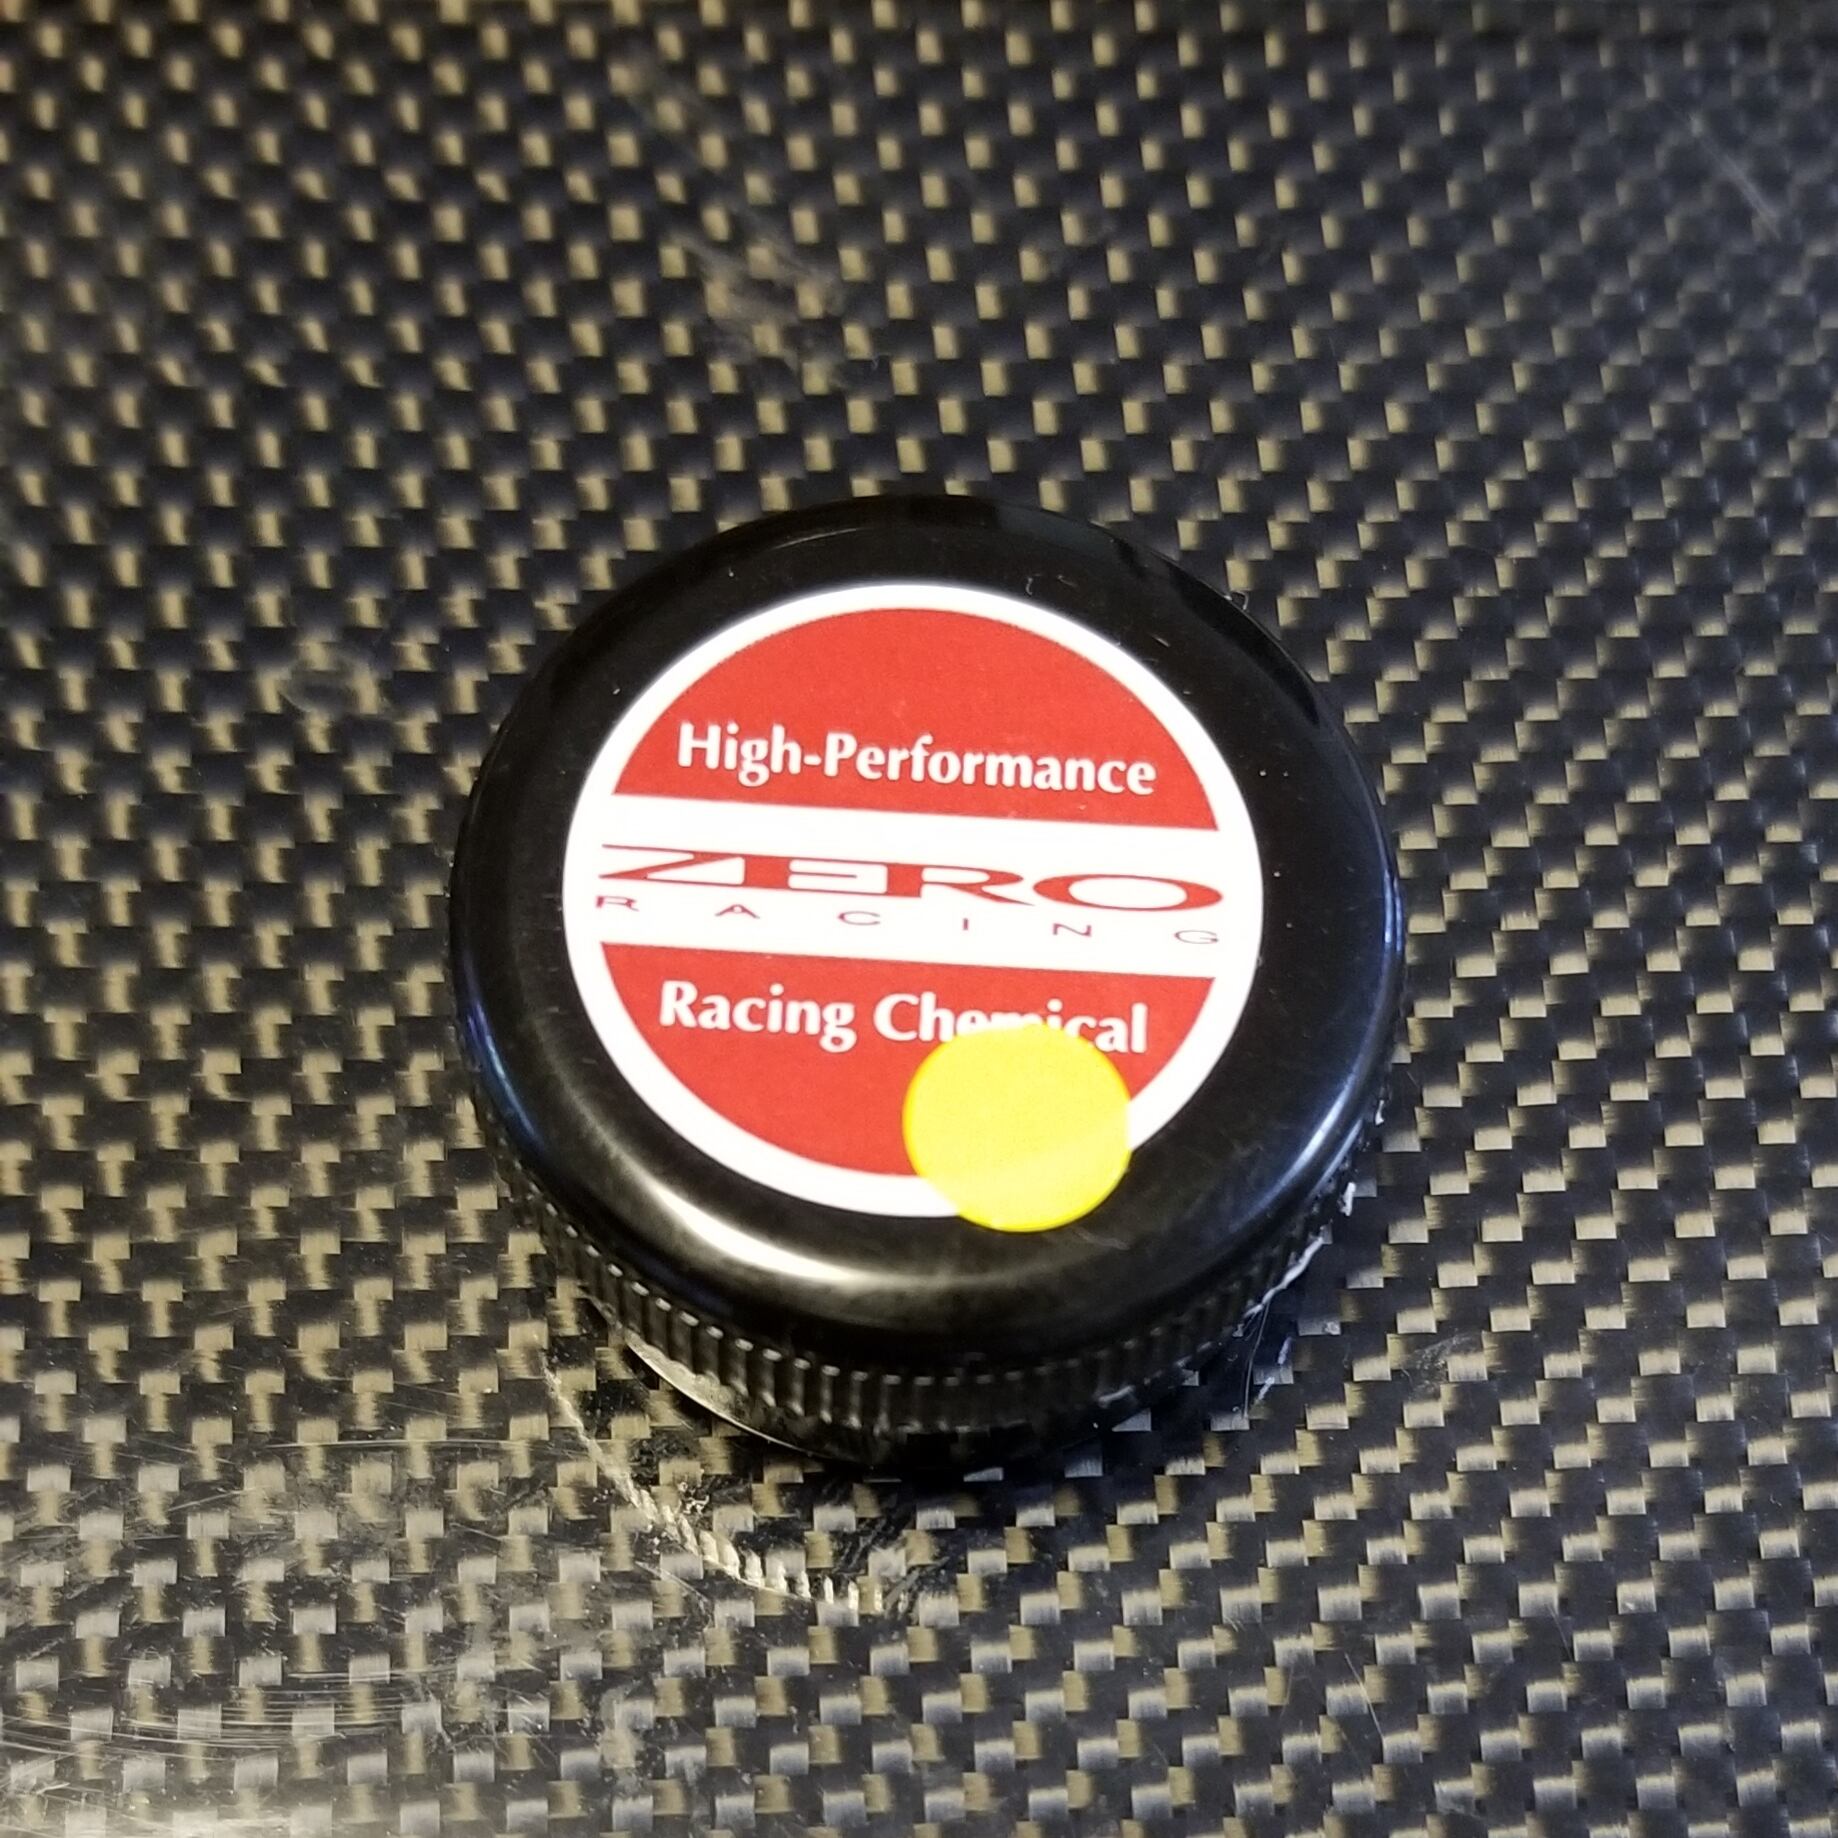 High-Performance
ZERO
RACING
Racing Chemical